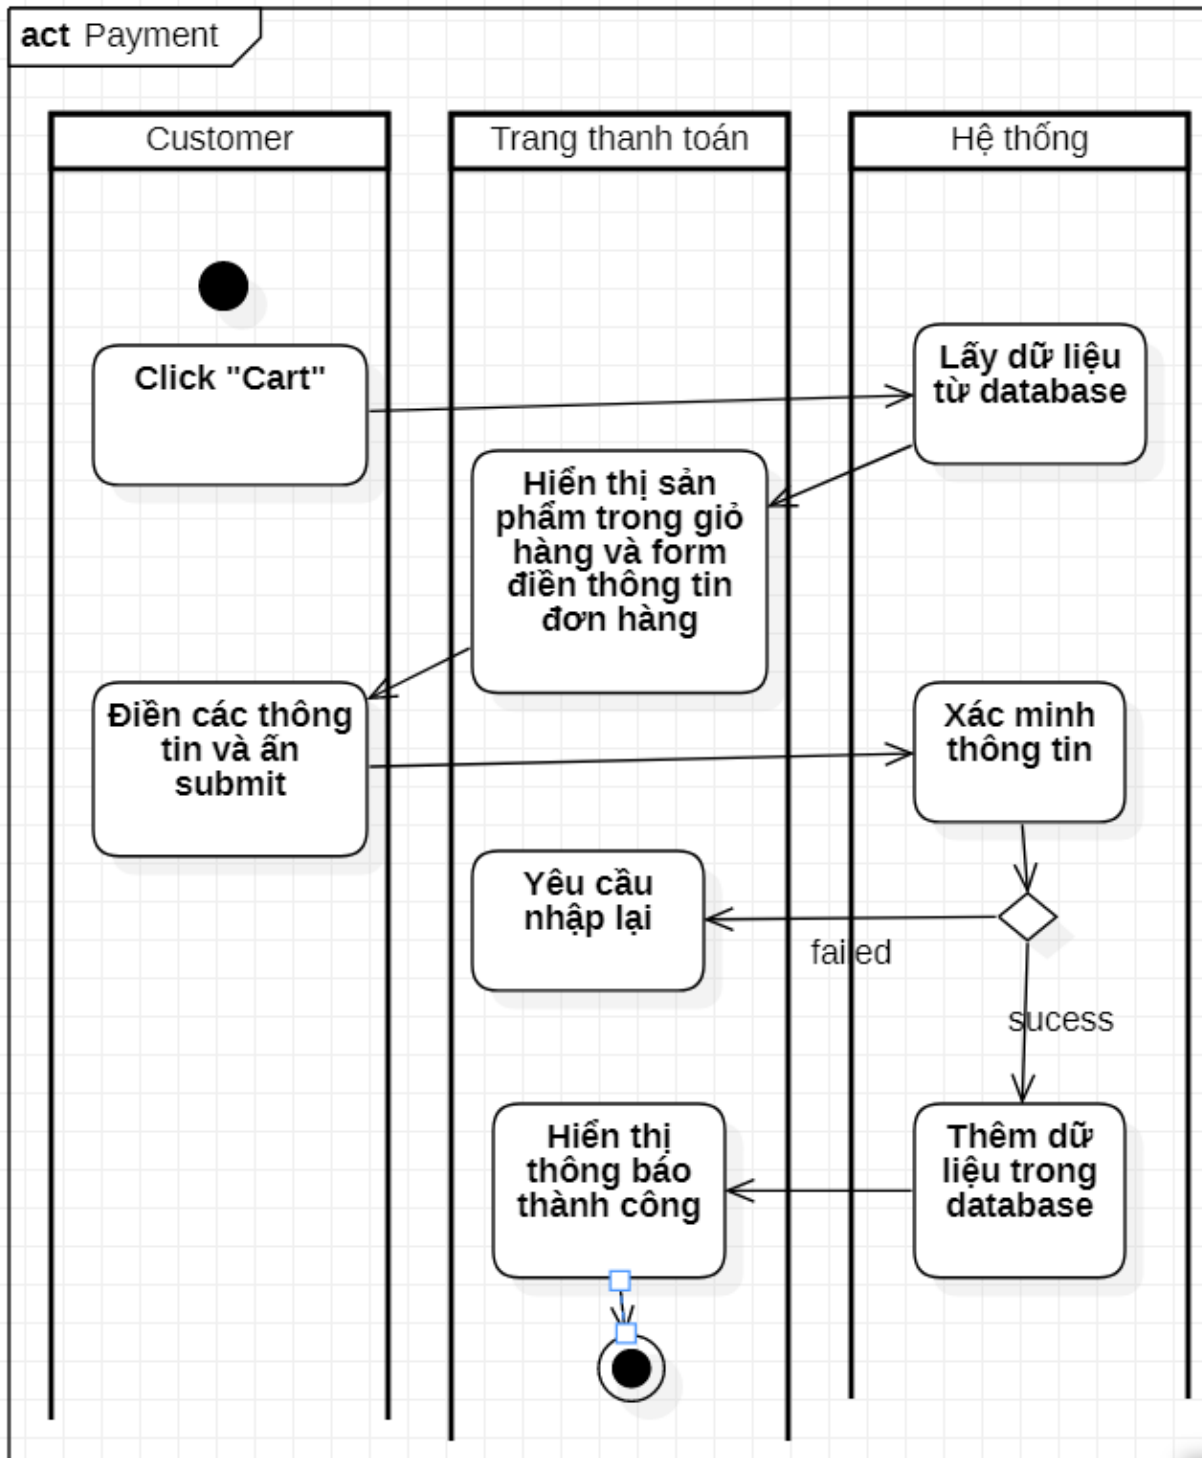 act Payment
Customer
Trang thanh toán
Hệ thống
Click "Cart"
Lấy dữ liệu
từ database
Hiển thị sản
phẩm trong giỏ
hàng và form
điền thông tin
đơn hàng
Điền các thông
tin và ấn
submit
Xác minh
thông tin
Yêu cầu
nhập lại
failed
sucess
Hiển thị
thông báo
thành công
Thêm dữ
liệu trong
database